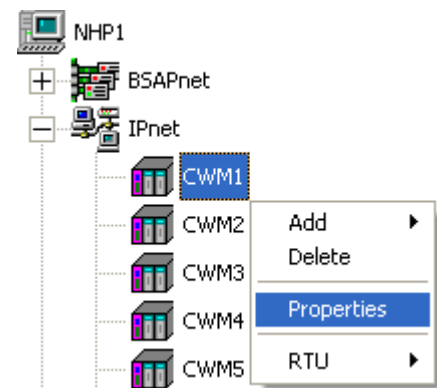 NHP1
BSAPnet
IPnet
CWM1
CWM2
Add
Delete
CWM3
Properties
CWM4
RTU
CWM5